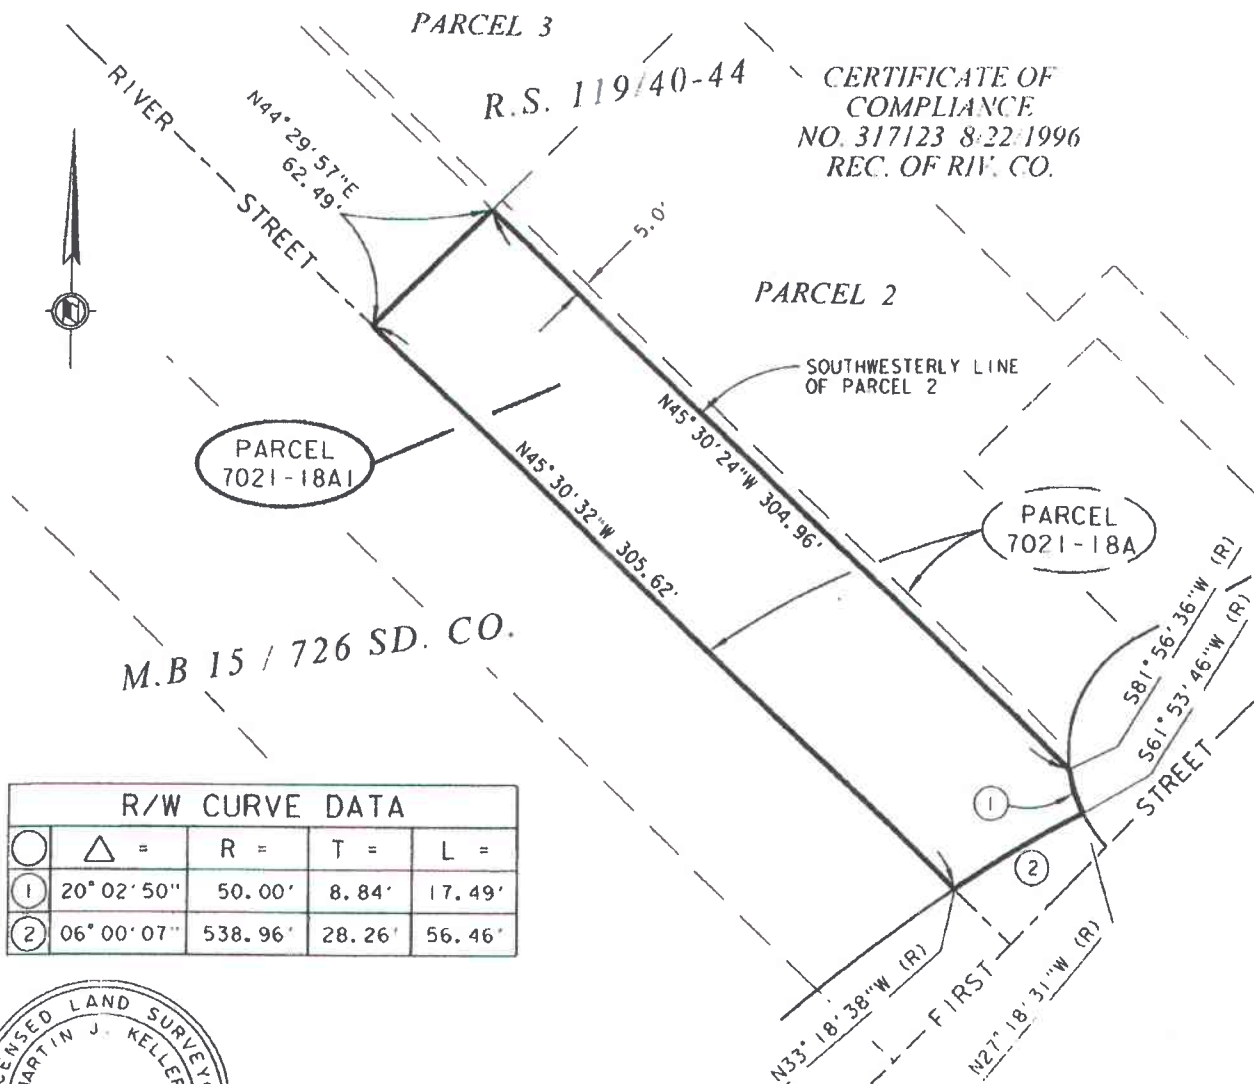 PARCEL 3
R.S. 119/40-44
CERTIFICATE OF
COMPLIANCE
NO. 317123 8/22/1996
REC. OF RIV. CO.
RIVER
STREET
N44°29'57"E
62.49'
5.0'
PARCEL 2
SOUTHWESTERLY LINE
OF PARCEL 2
N45°30'24"W 304.96'
PARCEL
7021-18A1
N45°30'32"W 305.62'
PARCEL
7021-18A
M.B 15 / 726 SD. CO.
S81°56'36"W (R)
S61°53'46"W (R)
STREET
1
2
R/W CURVE DATA
△ = R = T = L =
1 20°02'50" 50.00' 8.84' 17.49'
2 06°00'07" 538.96' 28.26' 56.46'
N33°18'38"W (R)
FIRST
N27°18'31"W (R)
LAND
MARTIN J. KELLER